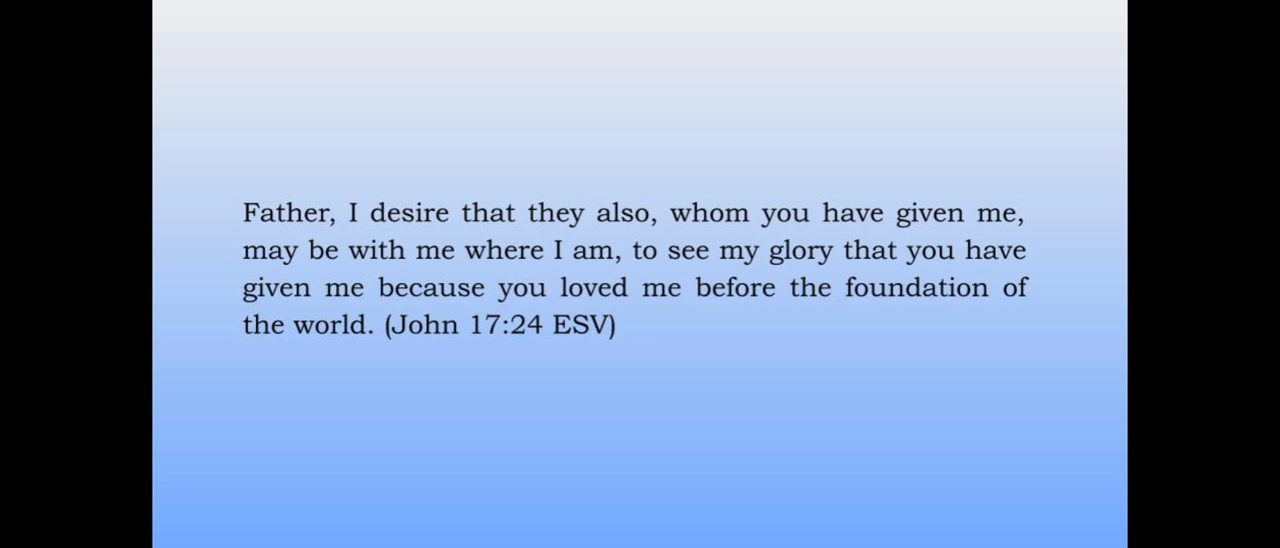 Father, I desire that they also, whom you have given me,
may be with me where I am, to see my glory that you have
given me because you loved me before the foundation of
the world. (John 17:24 ESV)